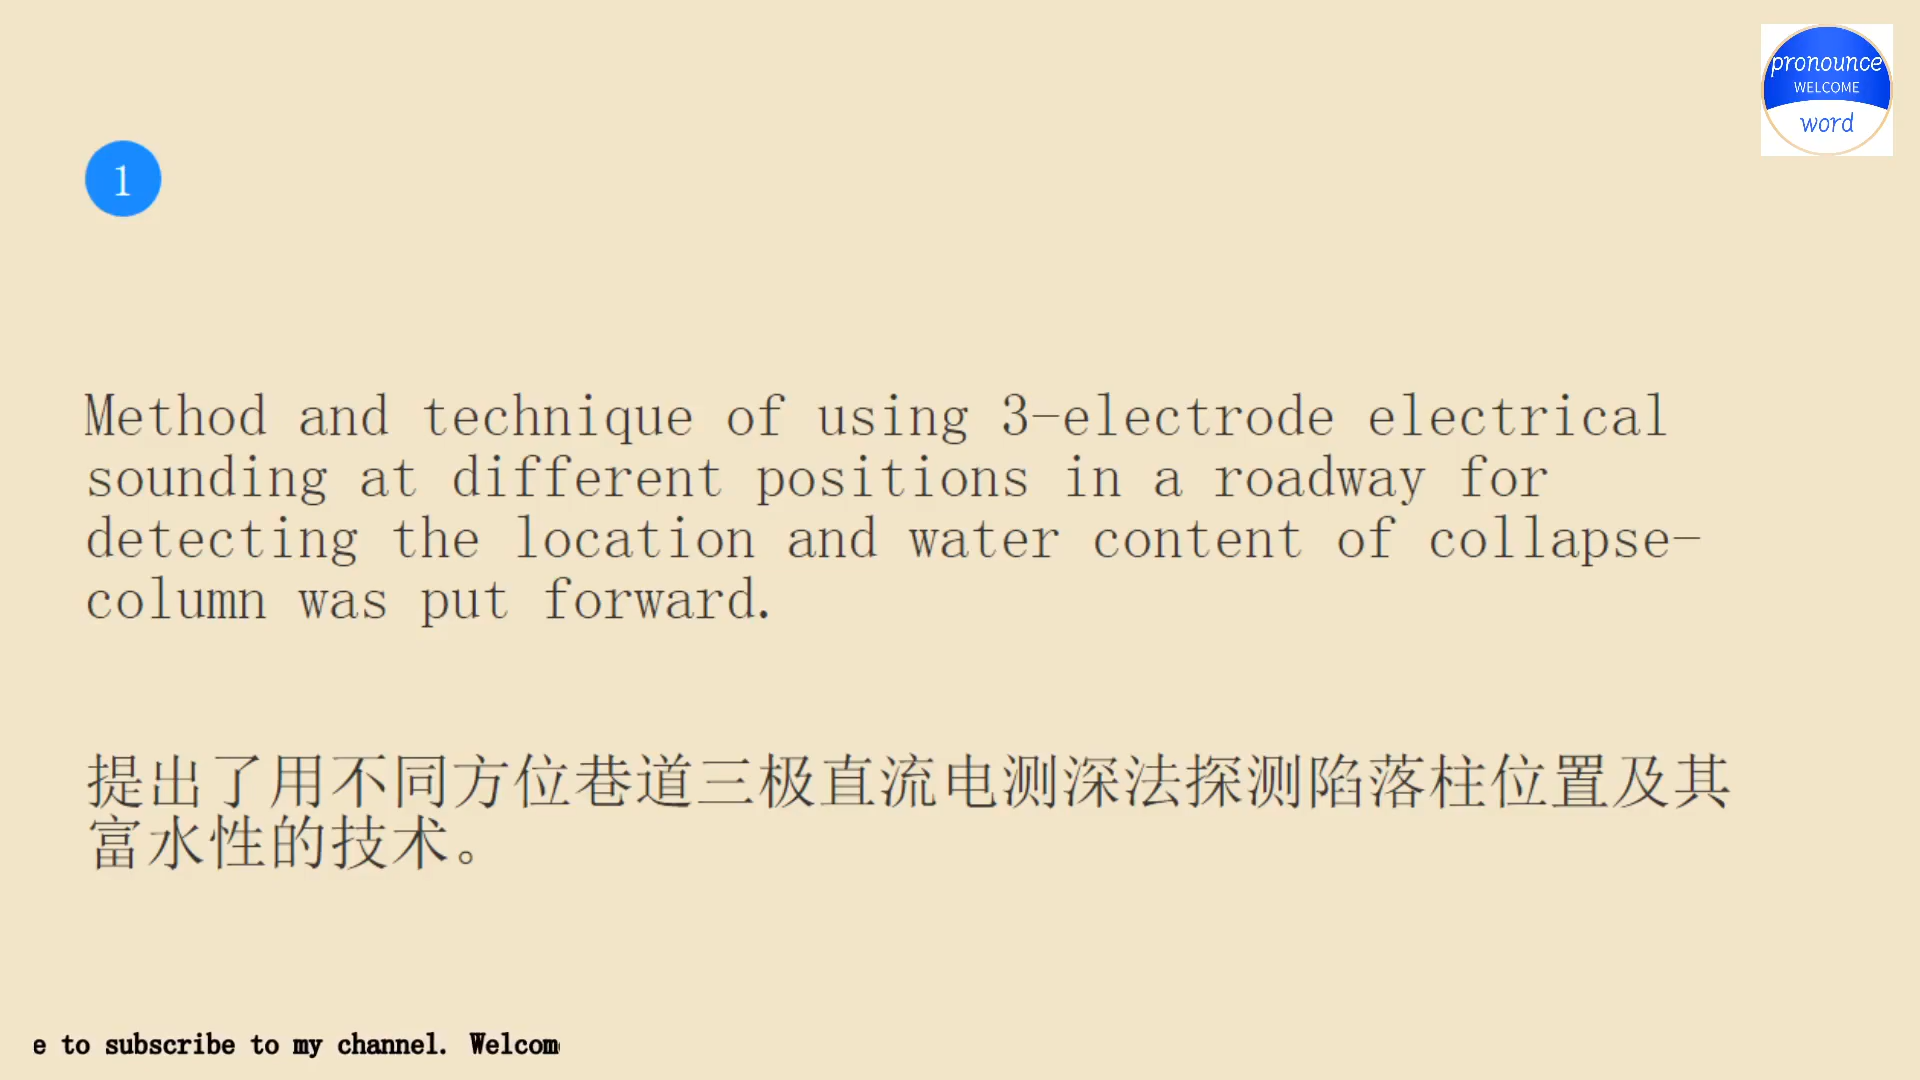 pronounce
WELCOME
word
1
Method and technique of using 3-electrode electrical
sounding at different positions in a roadway for
detecting the location and water content of collapse-
column was put forward.
提出了用不同方位巷道三极直流电测深法探测陷落柱位置及其
富水性的技术。
e to subscribe to my channel. Welcom